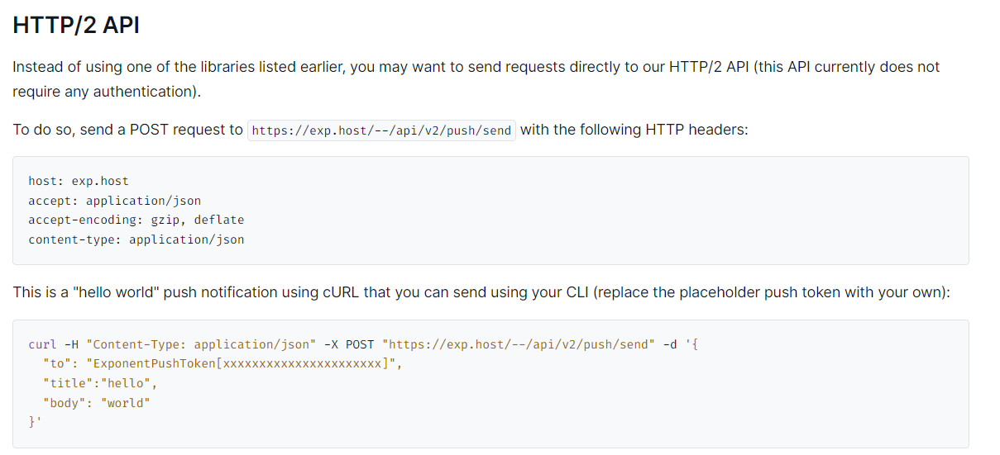 HTTP/2 API
Instead of using one of the libraries listed earlier, you may want to send requests directly to our HTTP/2 API (this API currently does not
require any authentication).
To do so, send a POST request to https://exp.host/--/api/v2/push/send with the following HTTP headers:
host: exp.host
accept: application/json
accept-encoding: gzip, deflate
content-type: application/json
This is a "hello world" push notification using cURL that you can send using your CLI (replace the placeholder push token with your own):
curl -H "Content-Type: application/json" -X POST "https://exp.host/--/api/v2/push/send" -d '{
  "to": "ExponentPushToken[xxxxxxxxxxxxxxxxxxxxxx]",
  "title":"hello",
  "body": "world"
}'